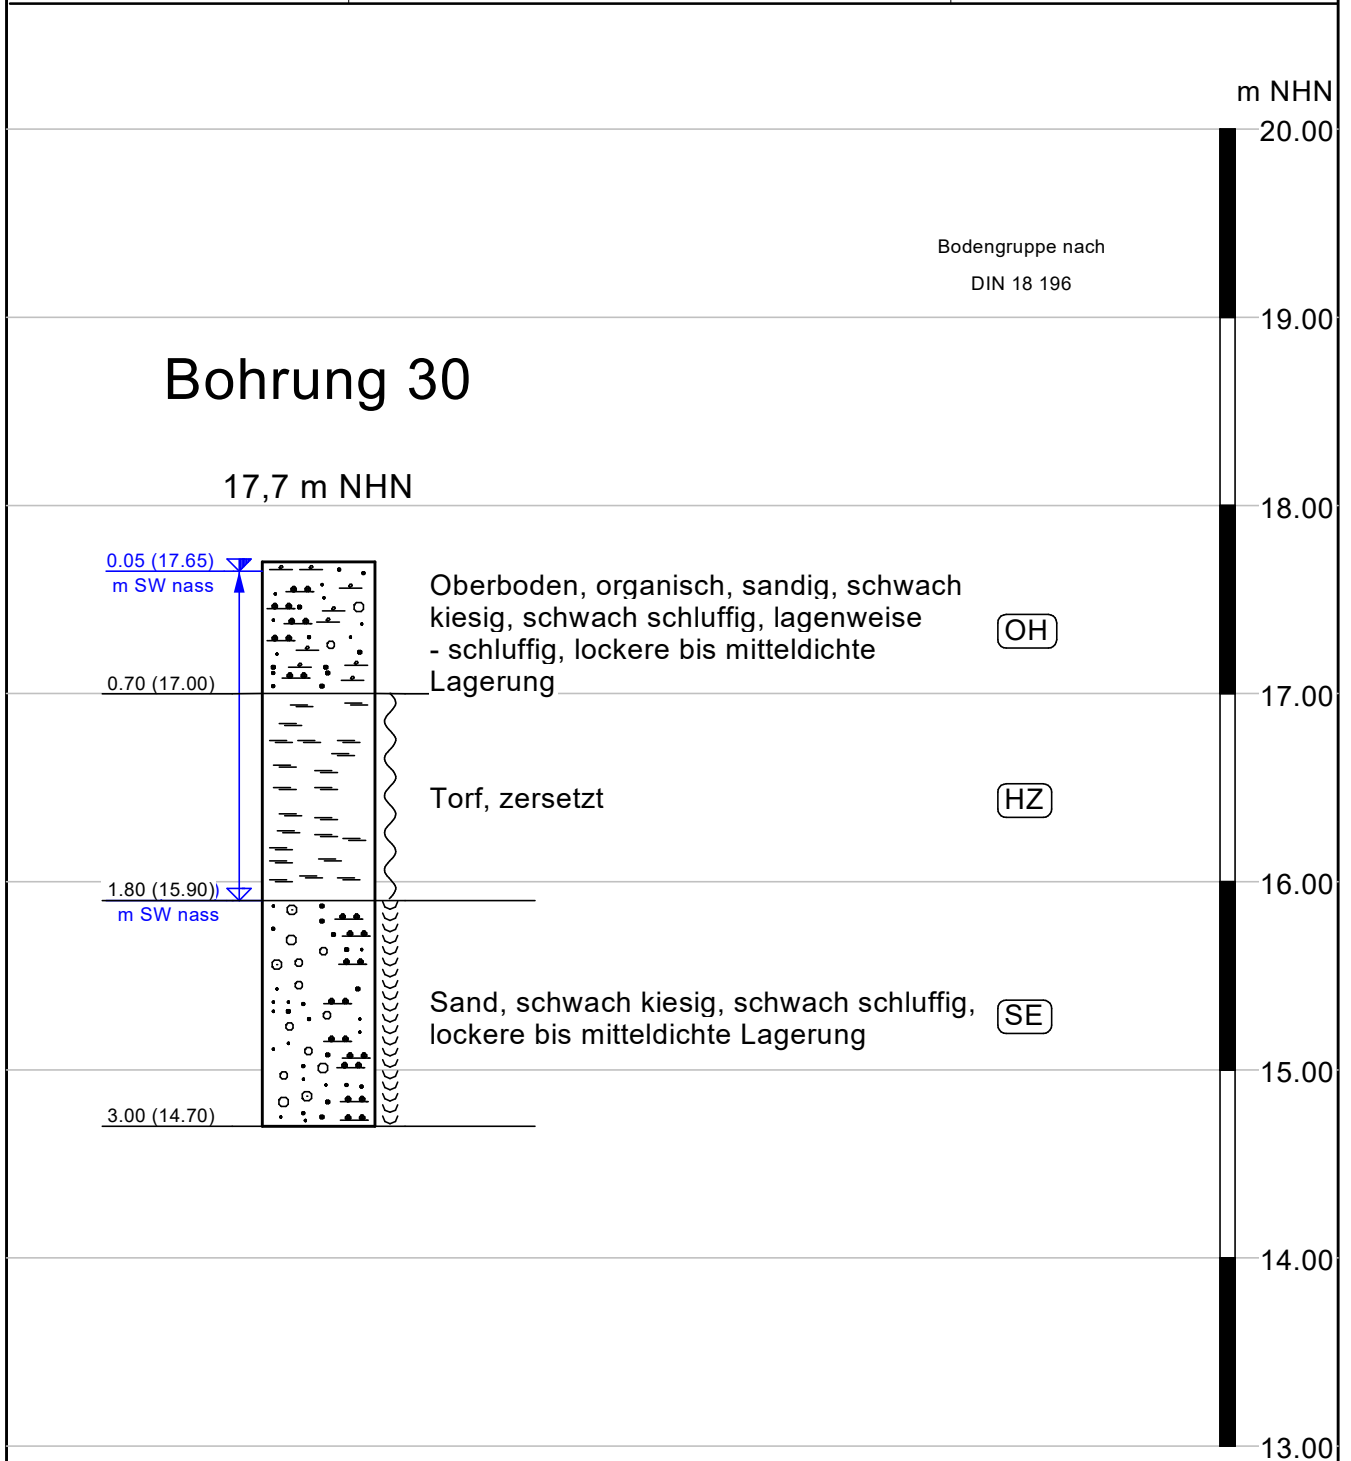 m NHN
20.00
Bodengruppe nach
DIN 18 196
19.00
Bohrung 30
17,7 m NHN
18.00
0.05 (17.65)
m SW nass
Oberboden, organisch, sandig, schwach
kiesig, schwach schluffig, lagenweise
- schluffig, lockere bis mitteldichte
Lagerung
OH
0.70 (17.00)
17.00
Torf, zersetzt
HZ
1.80 (15.90)
m SW nass
16.00
Sand, schwach kiesig, schwach schluffig,
lockere bis mitteldichte Lagerung
SE
15.00
3.00 (14.70)
14.00
13.00